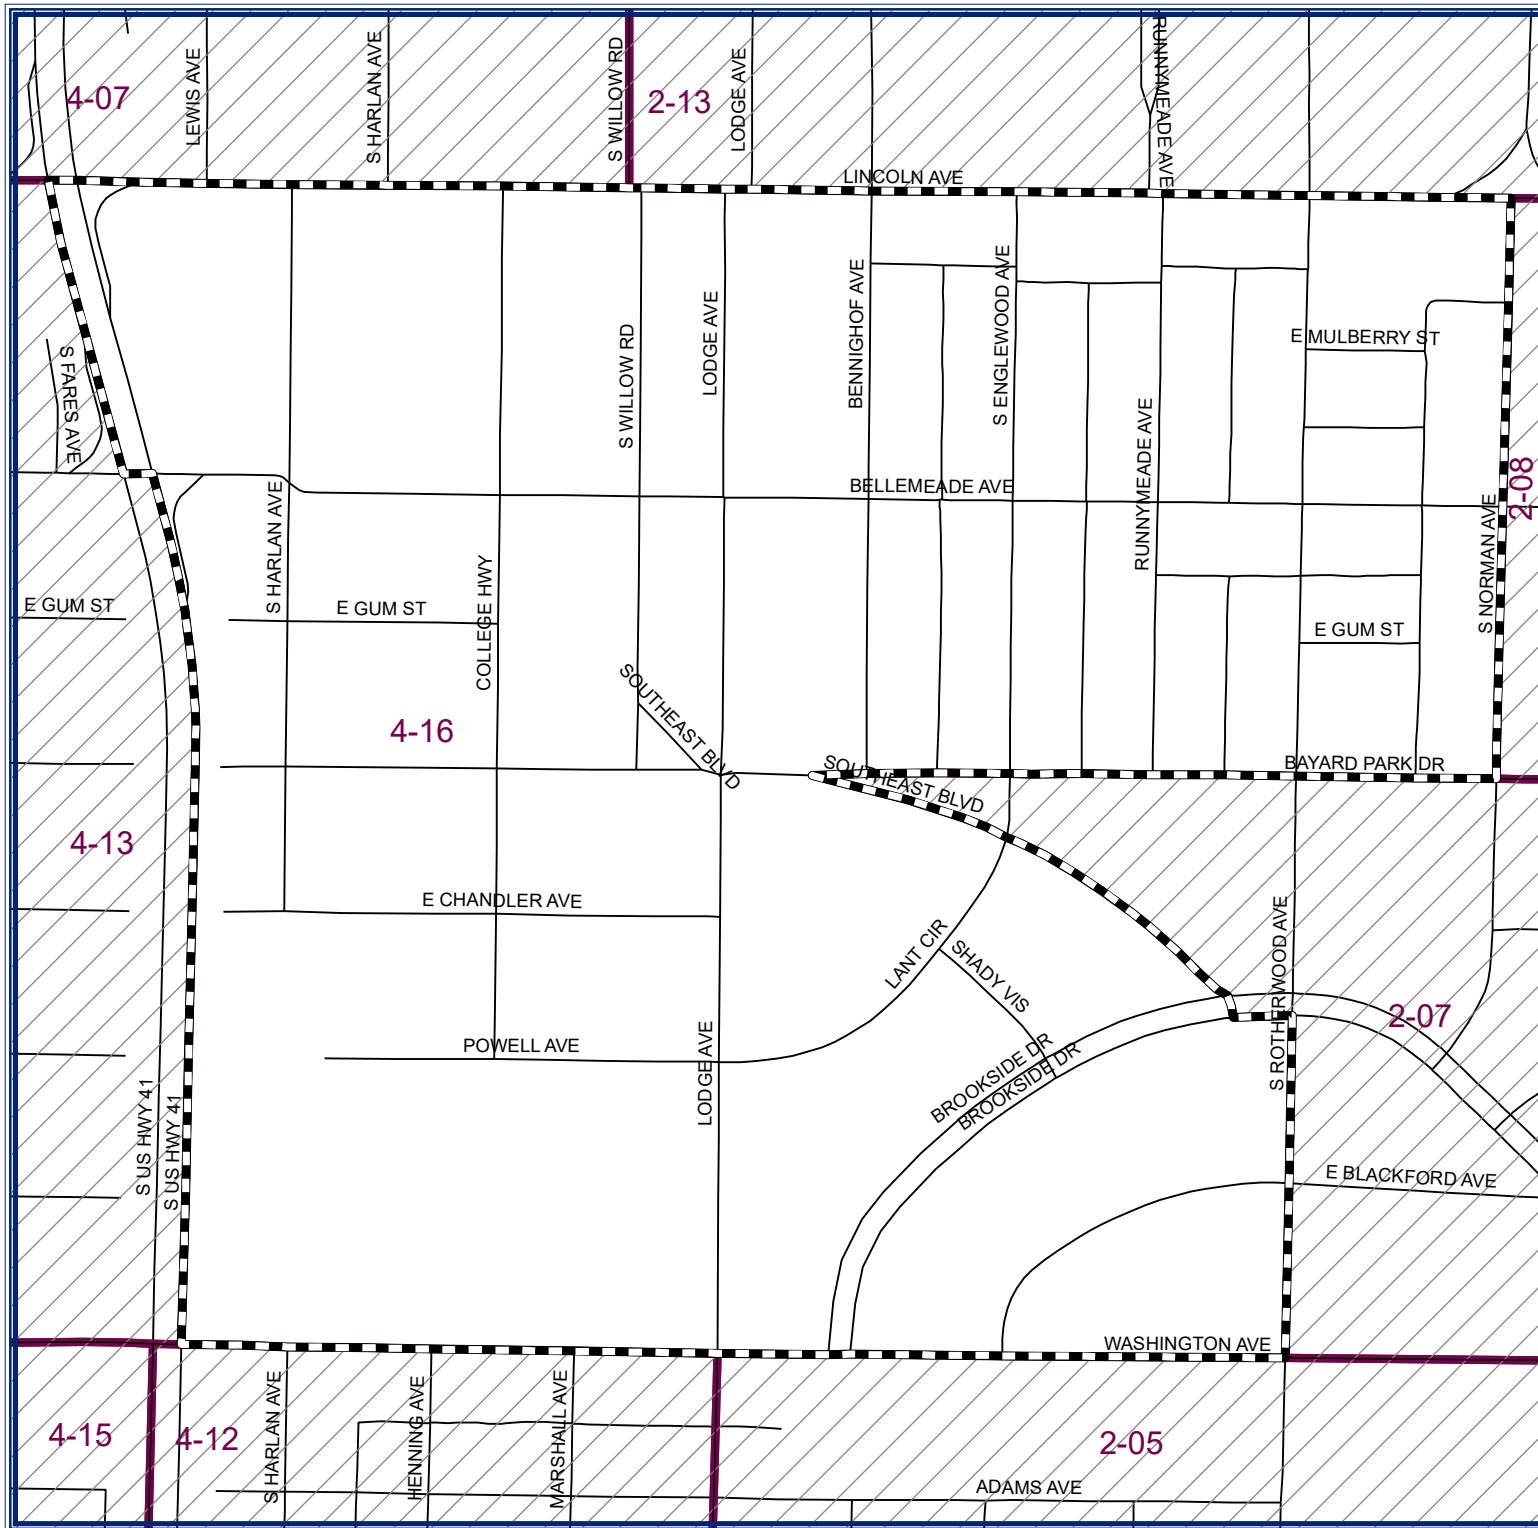 4-07
LEWIS AVE
S HARLAN AVE
S WILLOW RD
2-13
LODGE AVE
RUNNYMEADE AVE
LINCOLN AVE
S FARES AVE
S WILLOW RD
LODGE AVE
BENNIGHOF AVE
S ENGLEWOOD AVE
E MULBERRY ST
RUNNYMEADE AVE
2-08
S NORMAN AVE
BELLEMEADE AVE
S HARLAN AVE
COLLEGE HWY
E GUM ST
E GUM ST
E GUM ST
4-16
SOUTHEAST BLVD
SOUTHEAST BLVD
BAYARD PARK DR
4-13
E CHANDLER AVE
LANT CIR
SHADY VIS
S ROTHERWOOD AVE
2-07
POWELL AVE
LODGE AVE
BROOKSIDE DR
BROOKSIDE DR
S US HWY 41
S US HWY 41
E BLACKFORD AVE
WASHINGTON AVE
4-15
4-12
S HARLAN AVE
HENNING AVE
MARSHALL AVE
2-05
ADAMS AVE